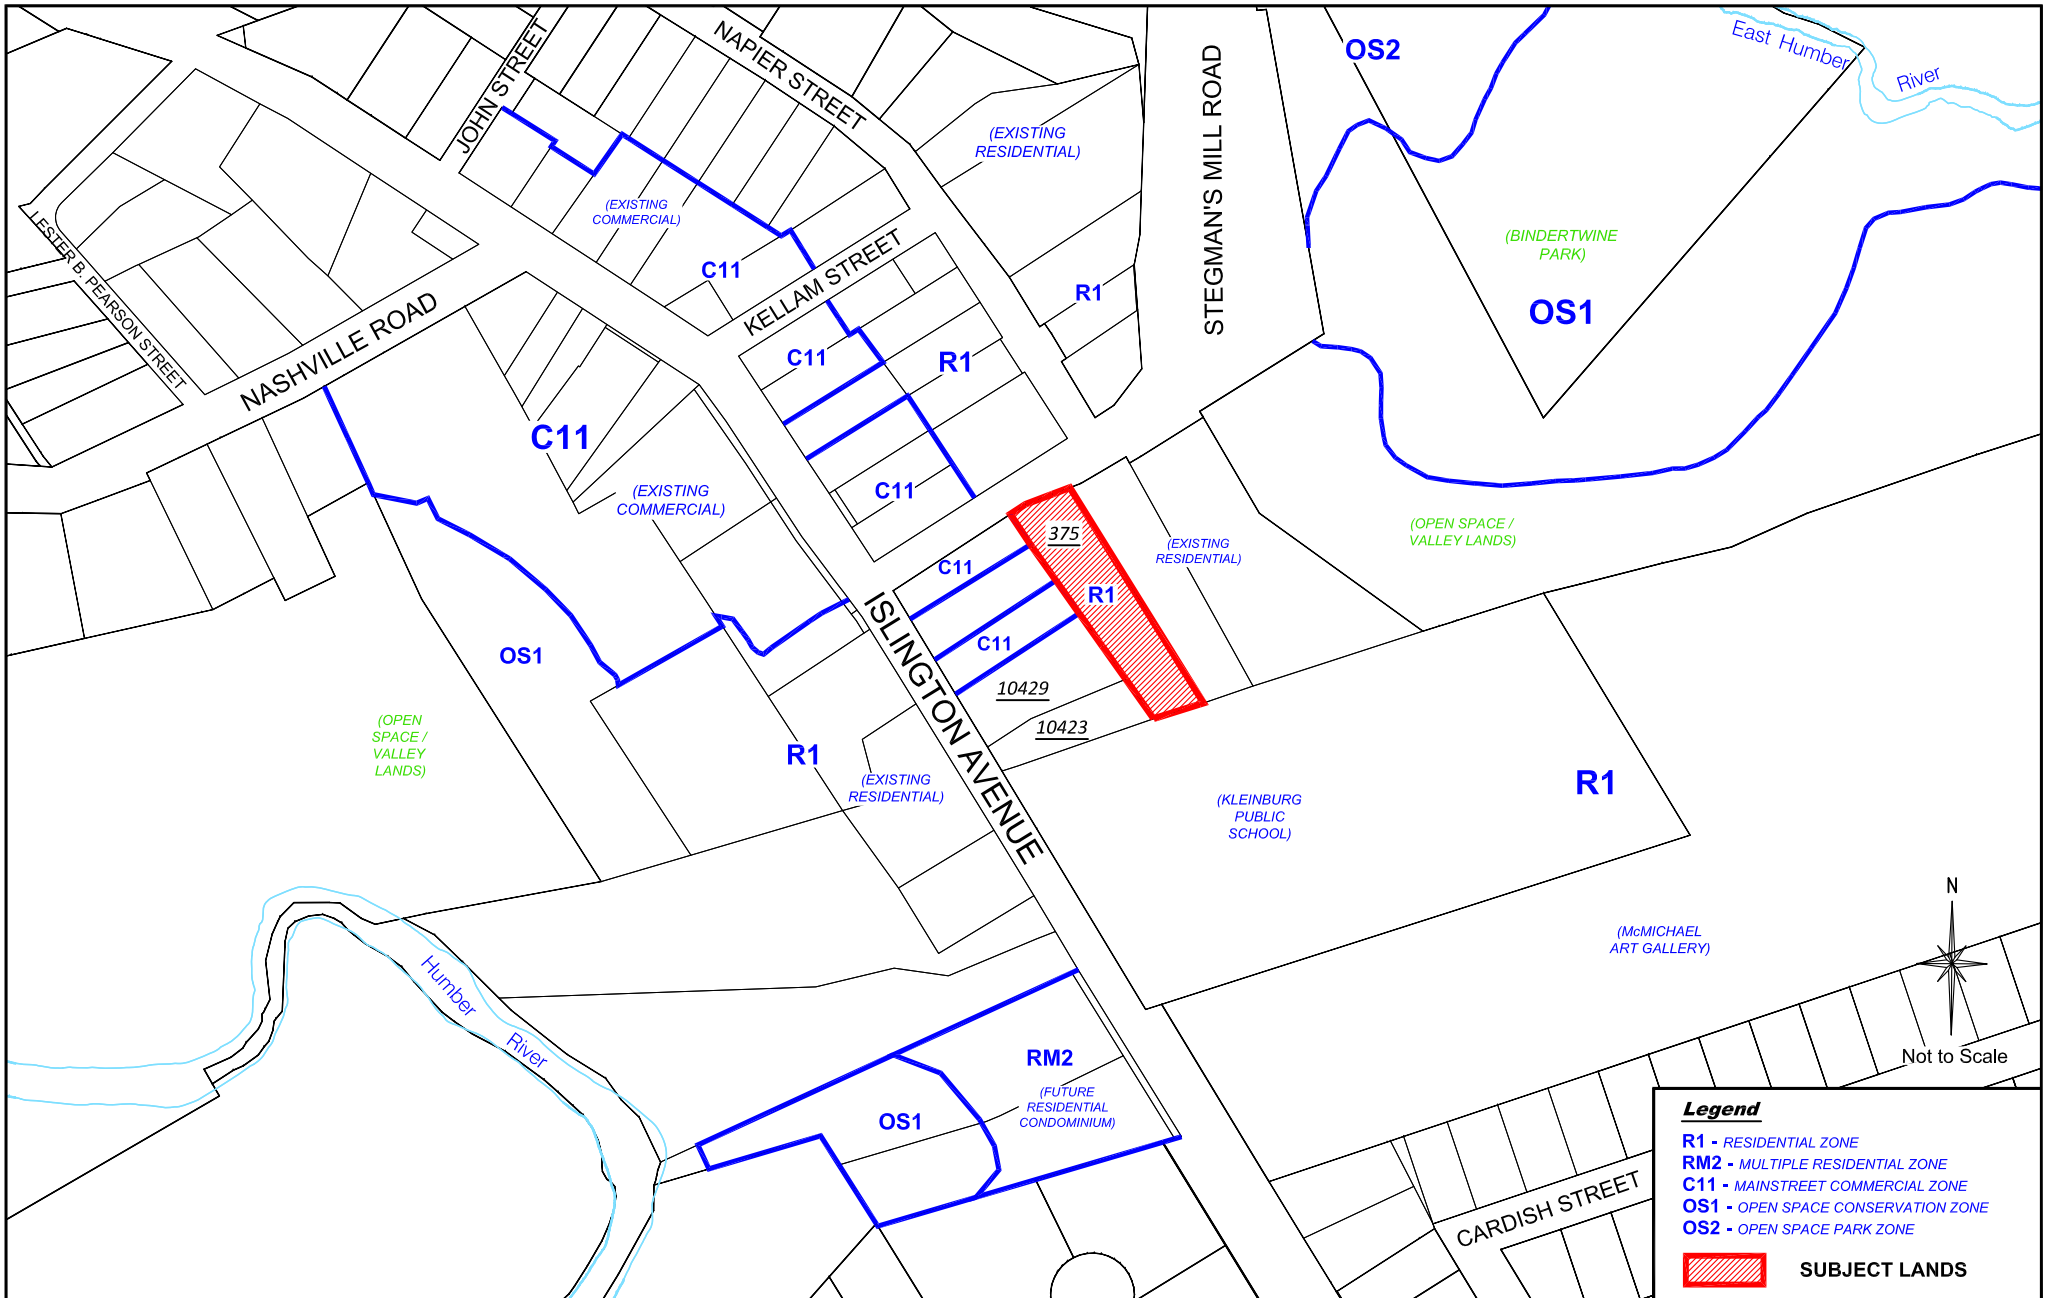 JOHN STREET
NAPIER STREET
STEGMAN'S MILL ROAD
OS2
East Humber
River
(EXISTING
RESIDENTIAL)
(EXISTING
COMMERCIAL)
C11
KELLAM STREET
R1
(BINDERTWINE
PARK)
OS1
LESTER B. PEARSON STREET
NASHVILLE ROAD
C11
R1
C11
(EXISTING
COMMERCIAL)
C11
375
(EXISTING
RESIDENTIAL)
(OPEN SPACE /
VALLEY LANDS)
C11
R1
ISLINGTON AVENUE
C11
OS1
10429
10423
(OPEN
SPACE /
VALLEY
LANDS)
R1
(EXISTING
RESIDENTIAL)
(KLEINBURG
PUBLIC
SCHOOL)
R1
(McMICHAEL
ART GALLERY)
N
Not to Scale
Humber
River
RM2
(FUTURE
RESIDENTIAL
CONDOMINIUM)
OS1
CARDISH STREET
Legend
R1 - RESIDENTIAL ZONE
RM2 - MULTIPLE RESIDENTIAL ZONE
C11 - MAINSTREET COMMERCIAL ZONE
OS1 - OPEN SPACE CONSERVATION ZONE
OS2 - OPEN SPACE PARK ZONE
SUBJECT LANDS